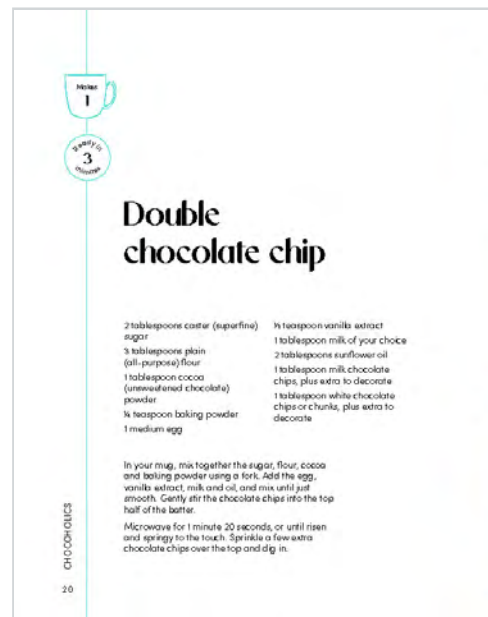 Makes
1
Ready in
3
minutes
Double
chocolate chip
2 tablespoons caster (superfine)
sugar
3 tablespoons plain
(all-purpose) flour
1 tablespoon cocoa
(unsweetened chocolate)
powder
¼ teaspoon baking powder
1 medium egg
½ teaspoon vanilla extract
1 tablespoon milk of your choice
2 tablespoons sunflower oil
1 tablespoon milk chocolate
chips, plus extra to decorate
1 tablespoon white chocolate
chips or chunks, plus extra to
decorate
In your mug, mix together the sugar, flour, cocoa
and baking powder using a fork. Add the egg,
vanilla extract, milk and oil, and mix until just
smooth. Gently stir the chocolate chips into the top
half of the batter.
Microwave for 1 minute 20 seconds, or until risen
and springy to the touch. Sprinkle a few extra
chocolate chips over the top and dig in.
CHOCOHOLICS
20